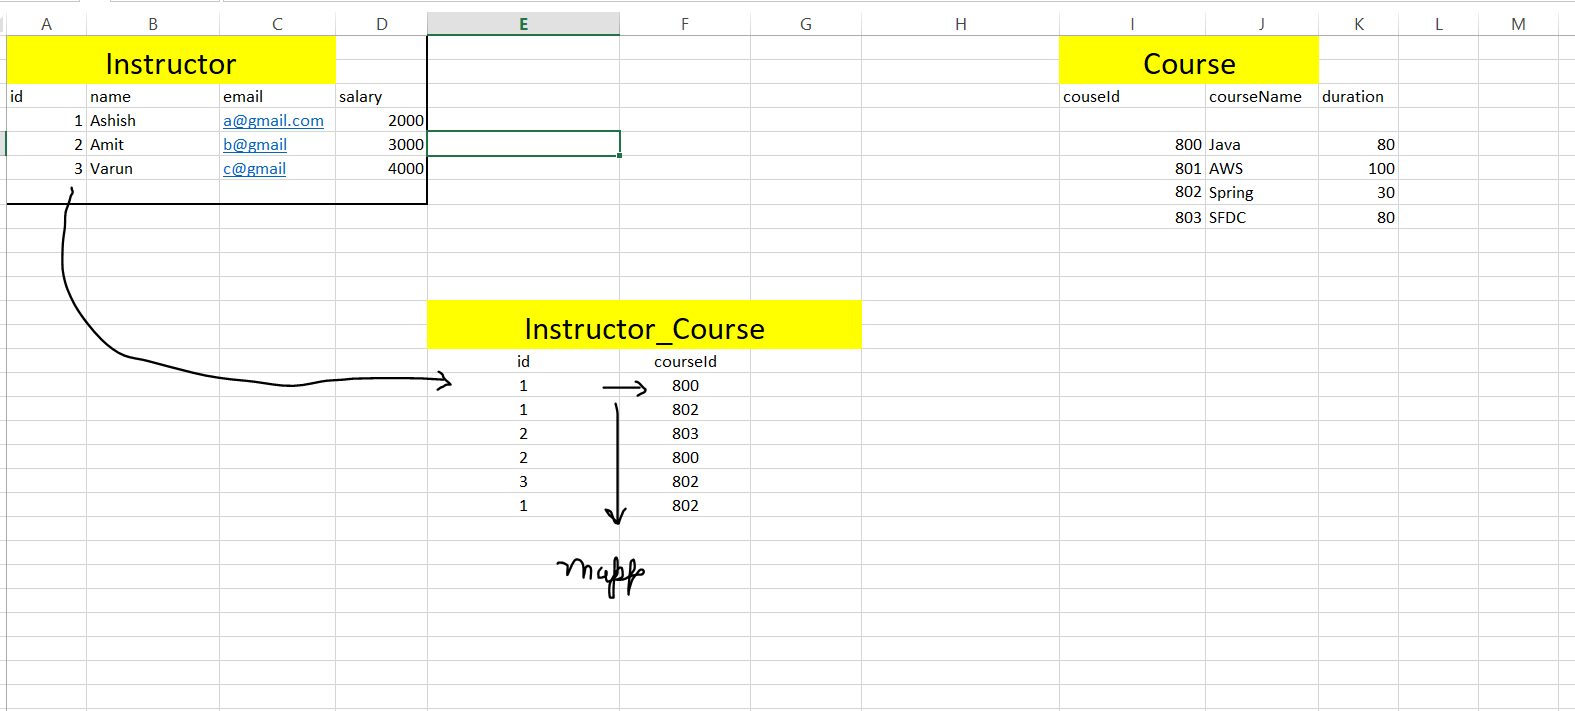 A B C D E F G H I J K L M
Instructor Course
id name email salary couseId courseName duration
1 Ashish a@gmail.com 2000
2 Amit b@gmail 3000 800 Java 80
3 Varun c@gmail 4000 801 AWS 100
802 Spring 30
803 SFDC 80
Instructor_Course
id courseId
1 800
1 802
2 803
2 800
3 802
1 802
mapp